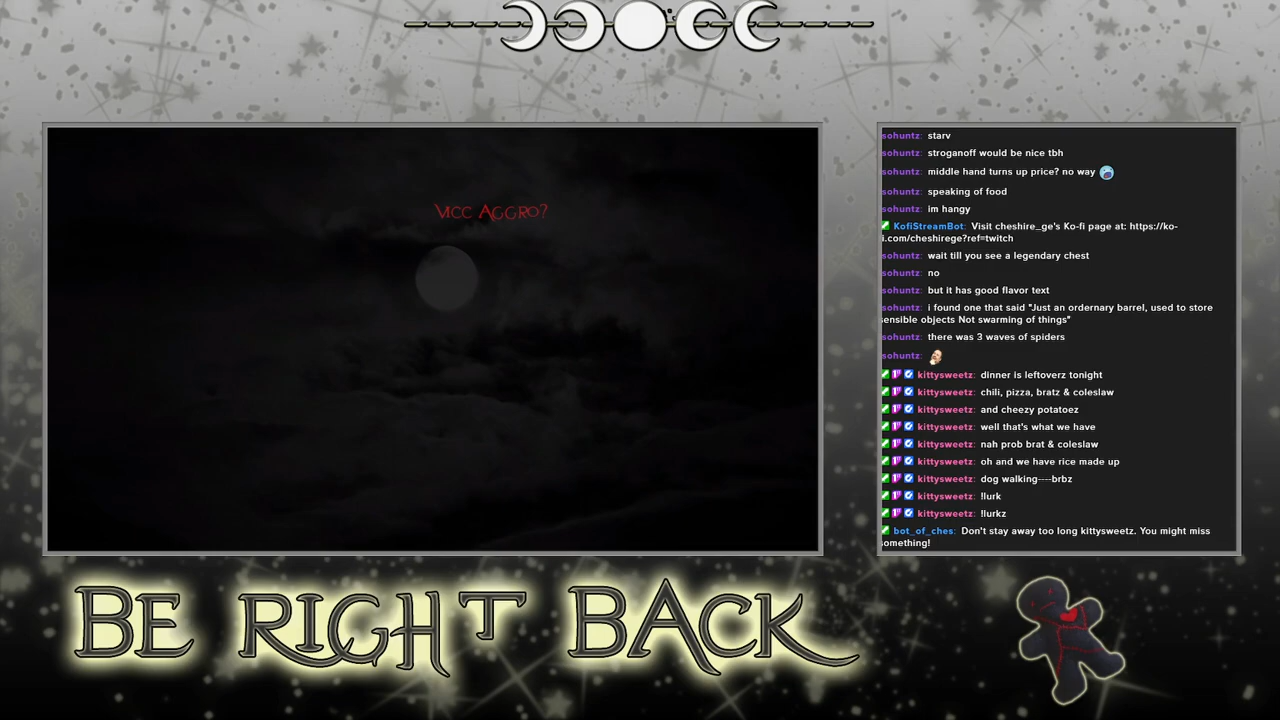 Vicc Aggro?
sohuntz: starv
sohuntz: stroganoff would be nice tbh
sohuntz: middle hand turns up price? no way
sohuntz: speaking of food
sohuntz: im hangy
KofiStreamBot: Visit cheshire_ge's Ko-fi page at: https://ko-
i.com/cheshirege?ref=twitch
sohuntz: wait till you see a legendary chest
sohuntz: no
sohuntz: but it has good flavor text
sohuntz: i found one that said "Just an ordernary barrel, used to store
sensible objects Not swarming of things"
sohuntz: there was 3 waves of spiders
sohuntz:
kittysweetz: dinner is leftoverz tonight
kittysweetz: chili, pizza, bratz & coleslaw
kittysweetz: and cheezy potatoez
kittysweetz: well that's what we have
kittysweetz: nah prob brat & coleslaw
kittysweetz: oh and we have rice made up
kittysweetz: dog walking----brbz
kittysweetz: !lurk
kittysweetz: !lurkz
bot_of_ches: Don't stay away too long kittysweetz. You might miss
something!
BE RIGHT BACK